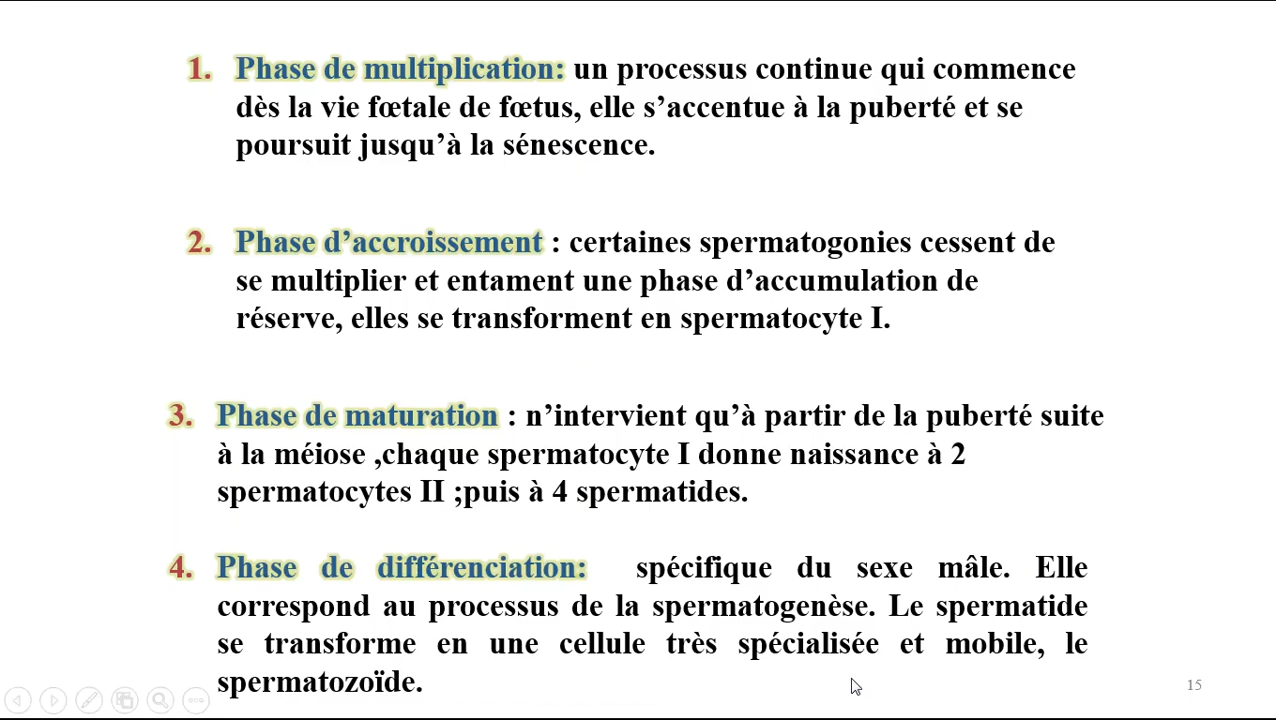 1. Phase de multiplication: un processus continue qui commence
dès la vie fœtale de fœtus, elle s’accentue à la puberté et se
poursuit jusqu’à la sénescence.
2. Phase d’accroissement : certaines spermatogonies cessent de
se multiplier et entament une phase d’accumulation de
réserve, elles se transforment en spermatocyte I.
3. Phase de maturation : n’intervient qu’à partir de la puberté suite
à la méiose ,chaque spermatocyte I donne naissance à 2
spermatocytes II ;puis à 4 spermatides.
4. Phase de différenciation: spécifique du sexe mâle. Elle
correspond au processus de la spermatogenèse. Le spermatide
se transforme en une cellule très spécialisée et mobile, le
spermatozoïde.
15